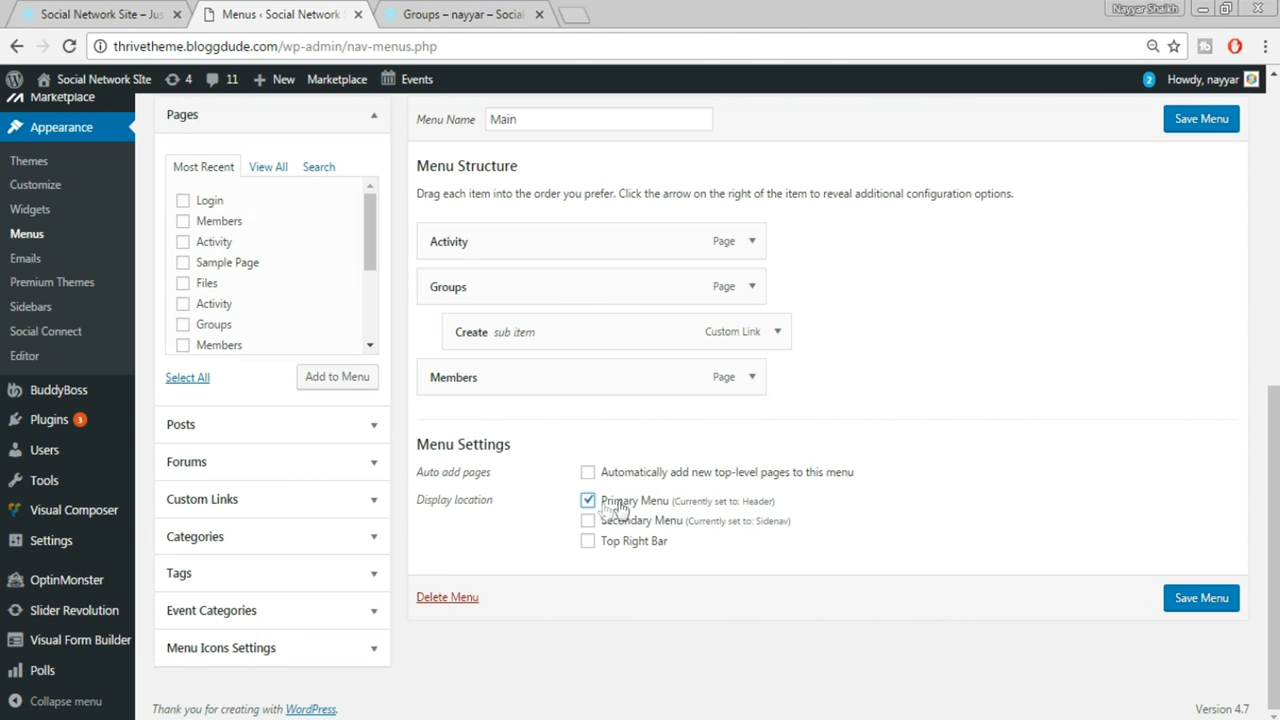 Social Network Site – Jus
Menus ‹ Social Network S
Groups – nayyar – Social
Nayyar Shaikh
thrivetheme.bloggdude.com/wp-admin/nav-menus.php
Social Network SIte
4
11
New
Marketplace
Events
2
Howdy, nayyar
Marketplace
Appearance
Themes
Customize
Widgets
Menus
Emails
Premium Themes
Sidebars
Social Connect
Editor
BuddyBoss
Plugins 3
Users
Tools
Visual Composer
Settings
OptinMonster
Slider Revolution
Visual Form Builder
Polls
Collapse menu
Pages
Most Recent
View All
Search
Login
Members
Activity
Sample Page
Files
Activity
Groups
Members
Select All
Add to Menu
Posts
Forums
Custom Links
Categories
Tags
Event Categories
Menu Icons Settings
Menu Name
Main
Save Menu
Menu Structure
Drag each item into the order you prefer. Click the arrow on the right of the item to reveal additional configuration options.
Activity Page
Groups Page
Create sub item Custom Link
Members Page
Menu Settings
Auto add pages
Automatically add new top-level pages to this menu
Display location
Primary Menu (Currently set to: Header)
Secondary Menu (Currently set to: Sidenav)
Top Right Bar
Delete Menu
Save Menu
Thank you for creating with WordPress.
Version 4.7